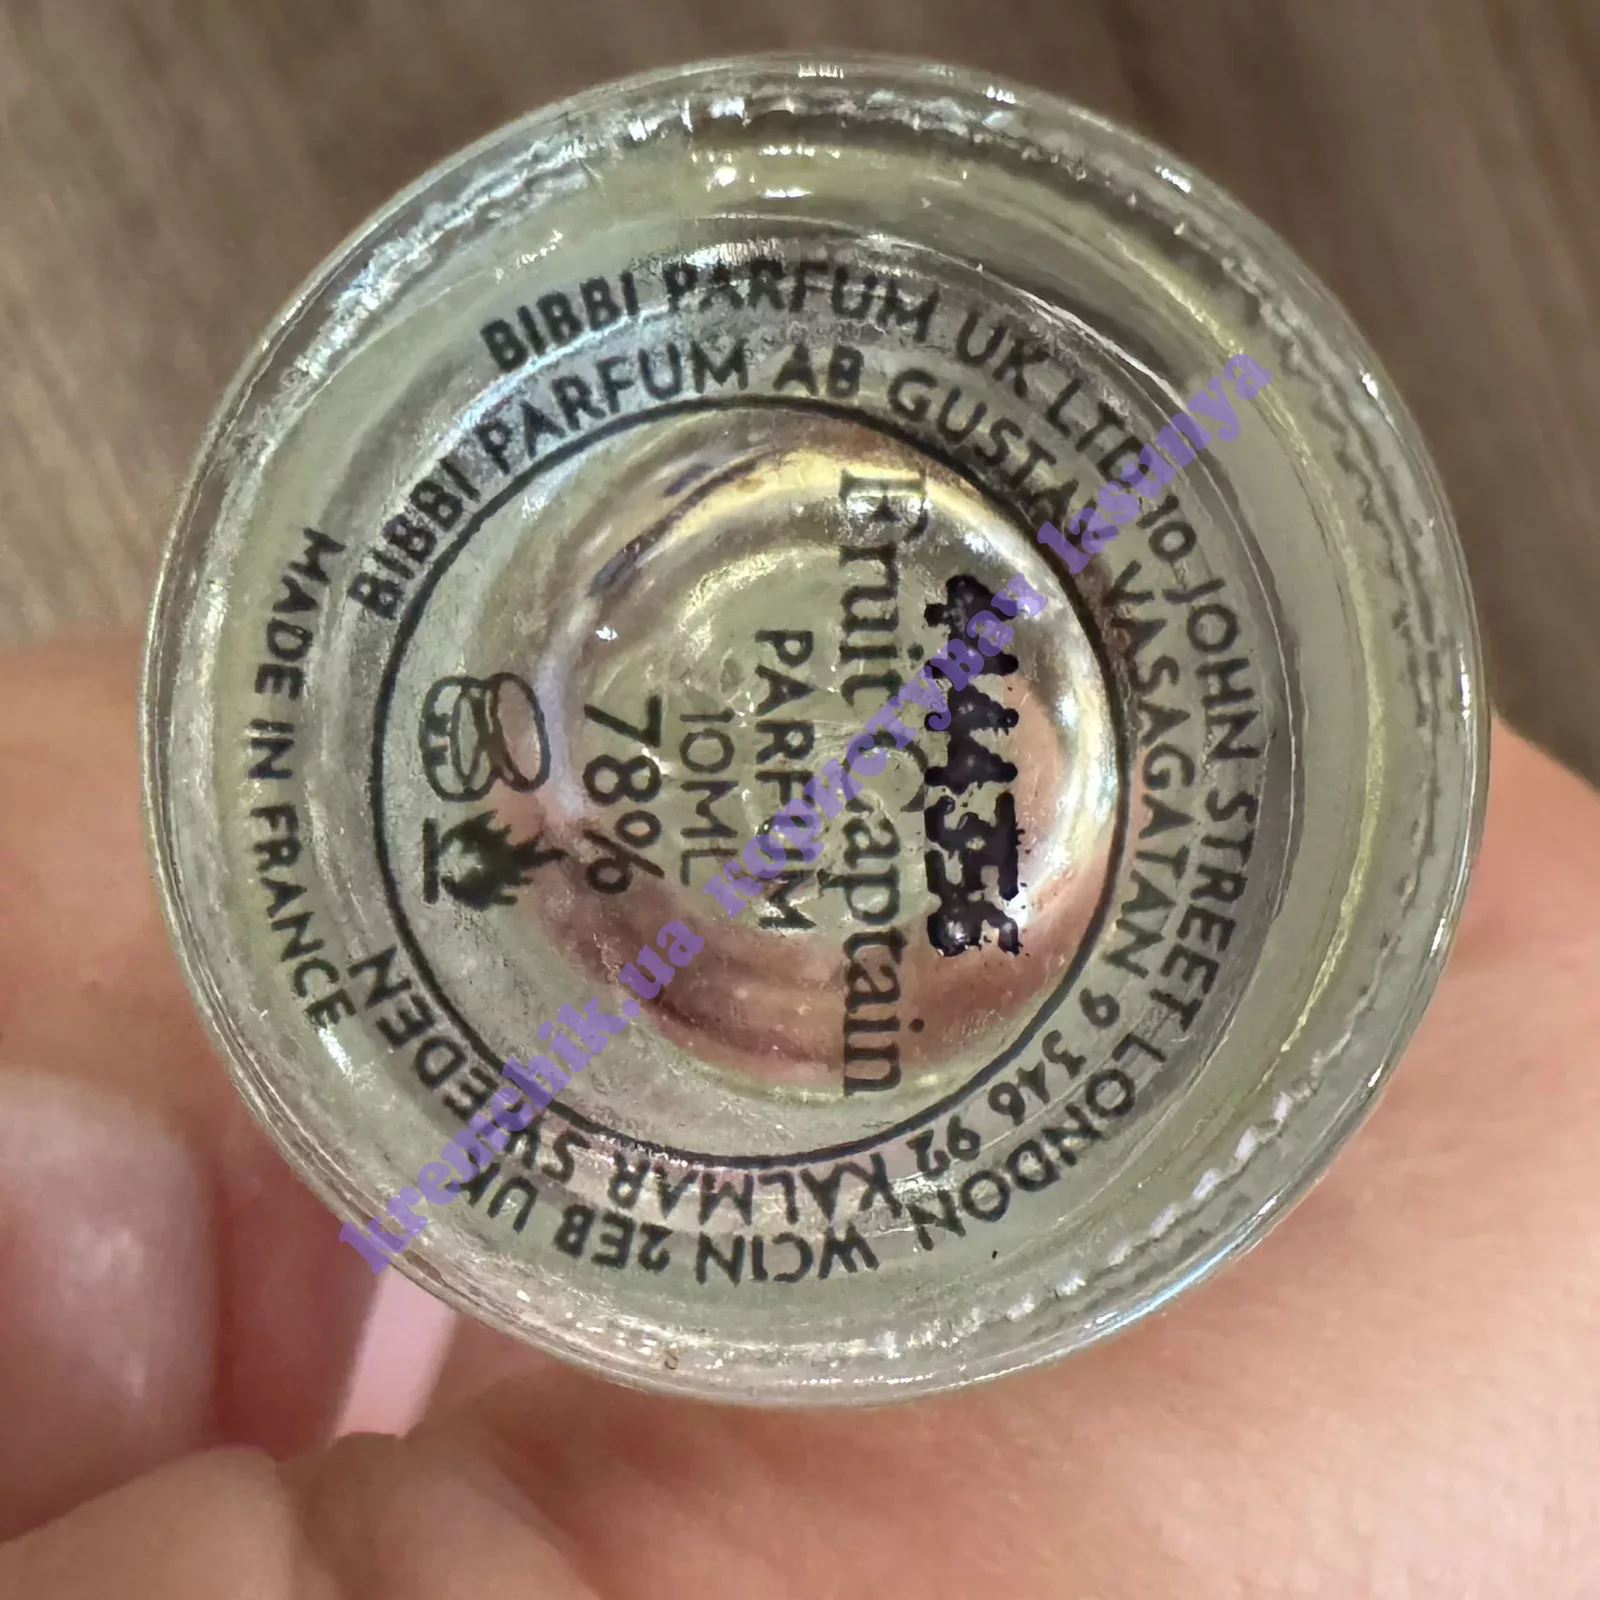 BIBBI PARFUM UK LTD 10 JOHN STREET LONDON WC1N 2EB UK
BIBBI PARFUM AB GUSTAF VASAGATAN 9 346 92 KALMAR SWEDEN
MADE IN FRANCE
Fruit Captain
PARFUM
10ML
78%
kremchik.ua користувач lasunya